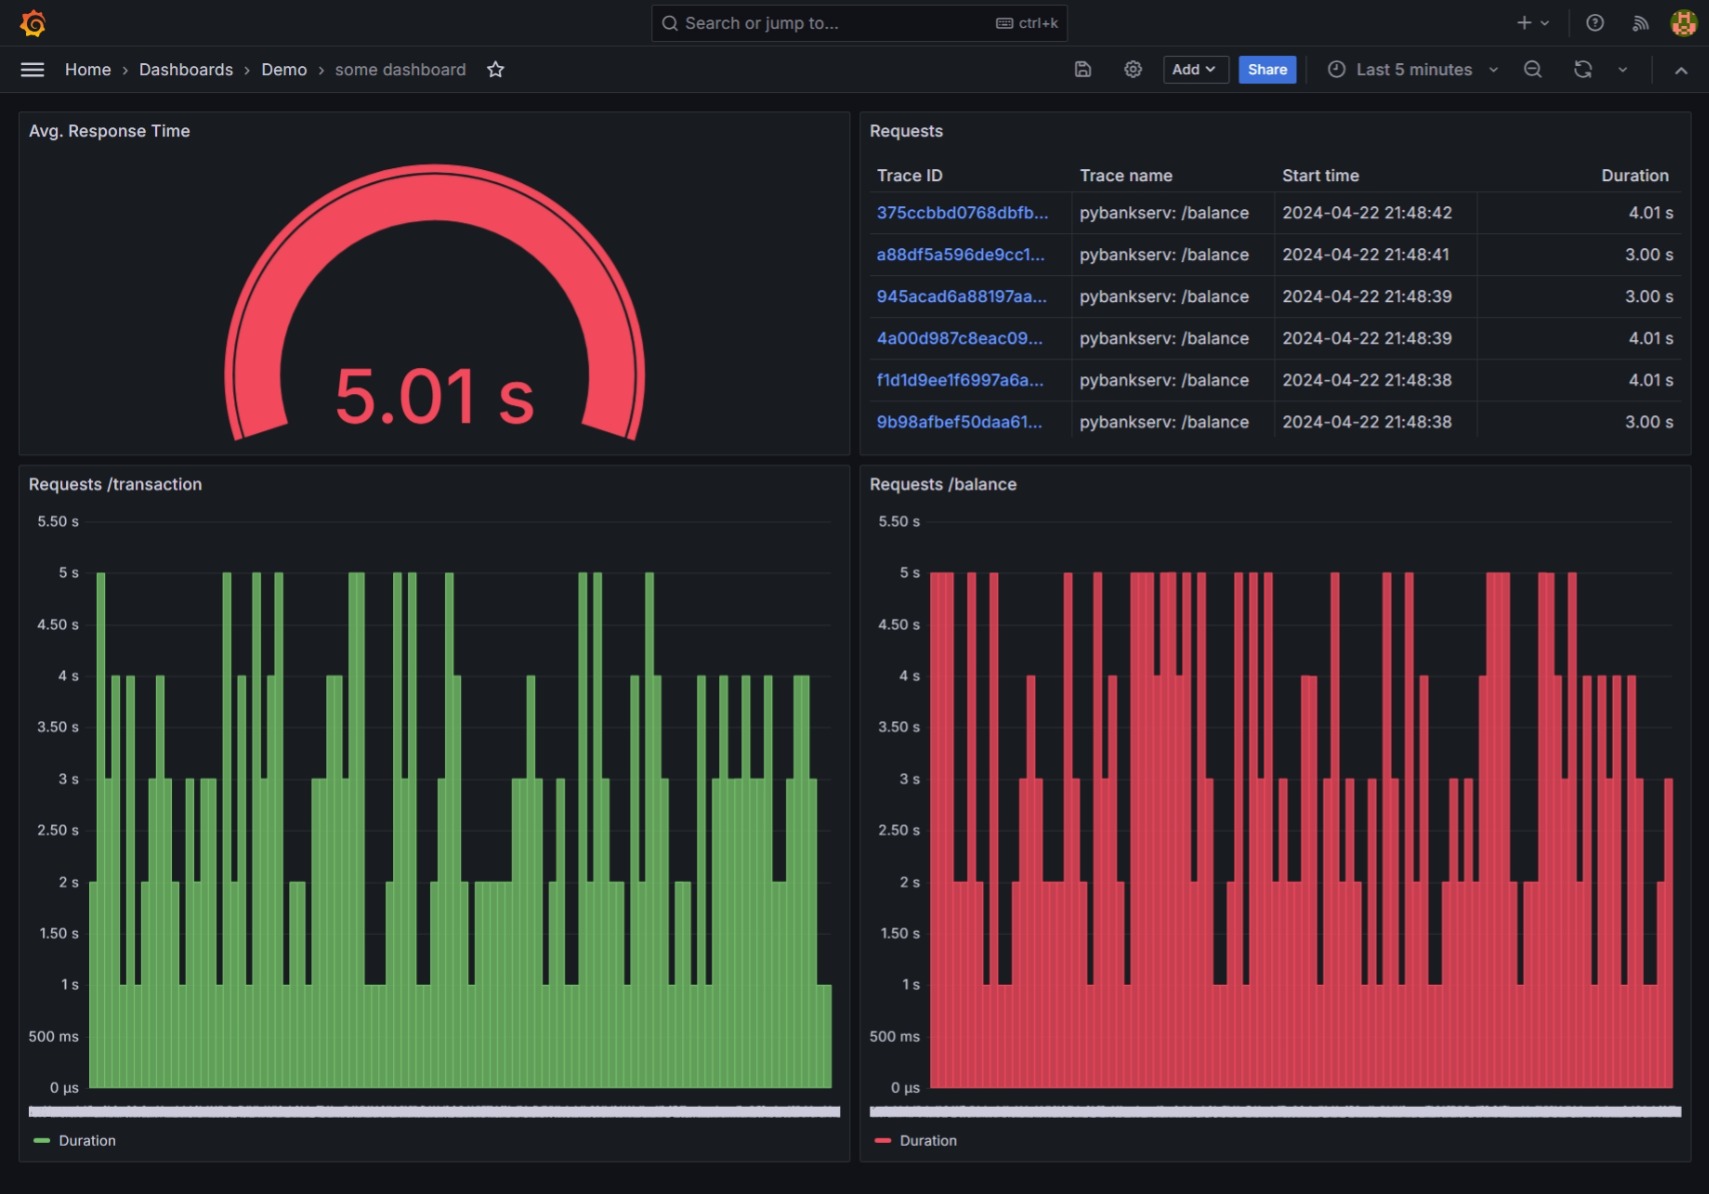 Search or jump to...
ctrl+k
Home › Dashboards › Demo › some dashboard
Add
Share
Last 5 minutes
Avg. Response Time
5.01 s
Requests
Trace ID Trace name Start time Duration
375ccbbd0768dbfb... pybankserv: /balance 2024-04-22 21:48:42 4.01 s
a88df5a596de9cc1... pybankserv: /balance 2024-04-22 21:48:41 3.00 s
945acad6a88197aa... pybankserv: /balance 2024-04-22 21:48:39 3.00 s
4a00d987c8eac09... pybankserv: /balance 2024-04-22 21:48:39 4.01 s
f1d1d9ee1f6997a6a... pybankserv: /balance 2024-04-22 21:48:38 4.01 s
9b98afbef50daa61... pybankserv: /balance 2024-04-22 21:48:38 3.00 s
Requests /transaction
5.50 s
5 s
4.50 s
4 s
3.50 s
3 s
2.50 s
2 s
1.50 s
1 s
500 ms
0 µs
Duration
Requests /balance
5.50 s
5 s
4.50 s
4 s
3.50 s
3 s
2.50 s
2 s
1.50 s
1 s
500 ms
0 µs
Duration